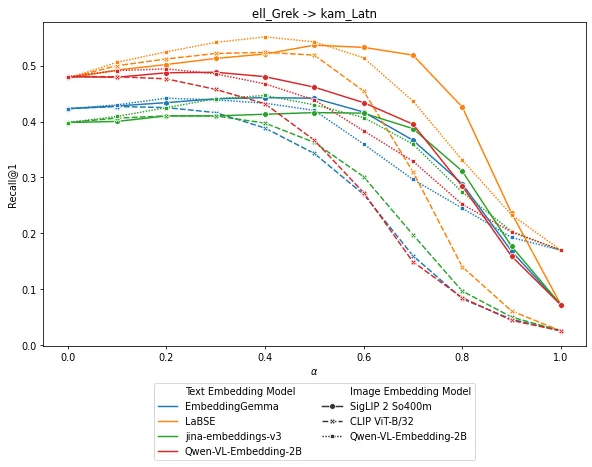 ell_Grek -> kam_Latn
Recall@1
0.5
0.4
0.3
0.2
0.1
0.0
0.0 0.2 0.4 0.6 0.8 1.0
α
Text Embedding Model
EmbeddingGemma
LaBSE
jina-embeddings-v3
Qwen-VL-Embedding-2B
Image Embedding Model
SigLIP 2 So400m
CLIP ViT-B/32
Qwen-VL-Embedding-2B